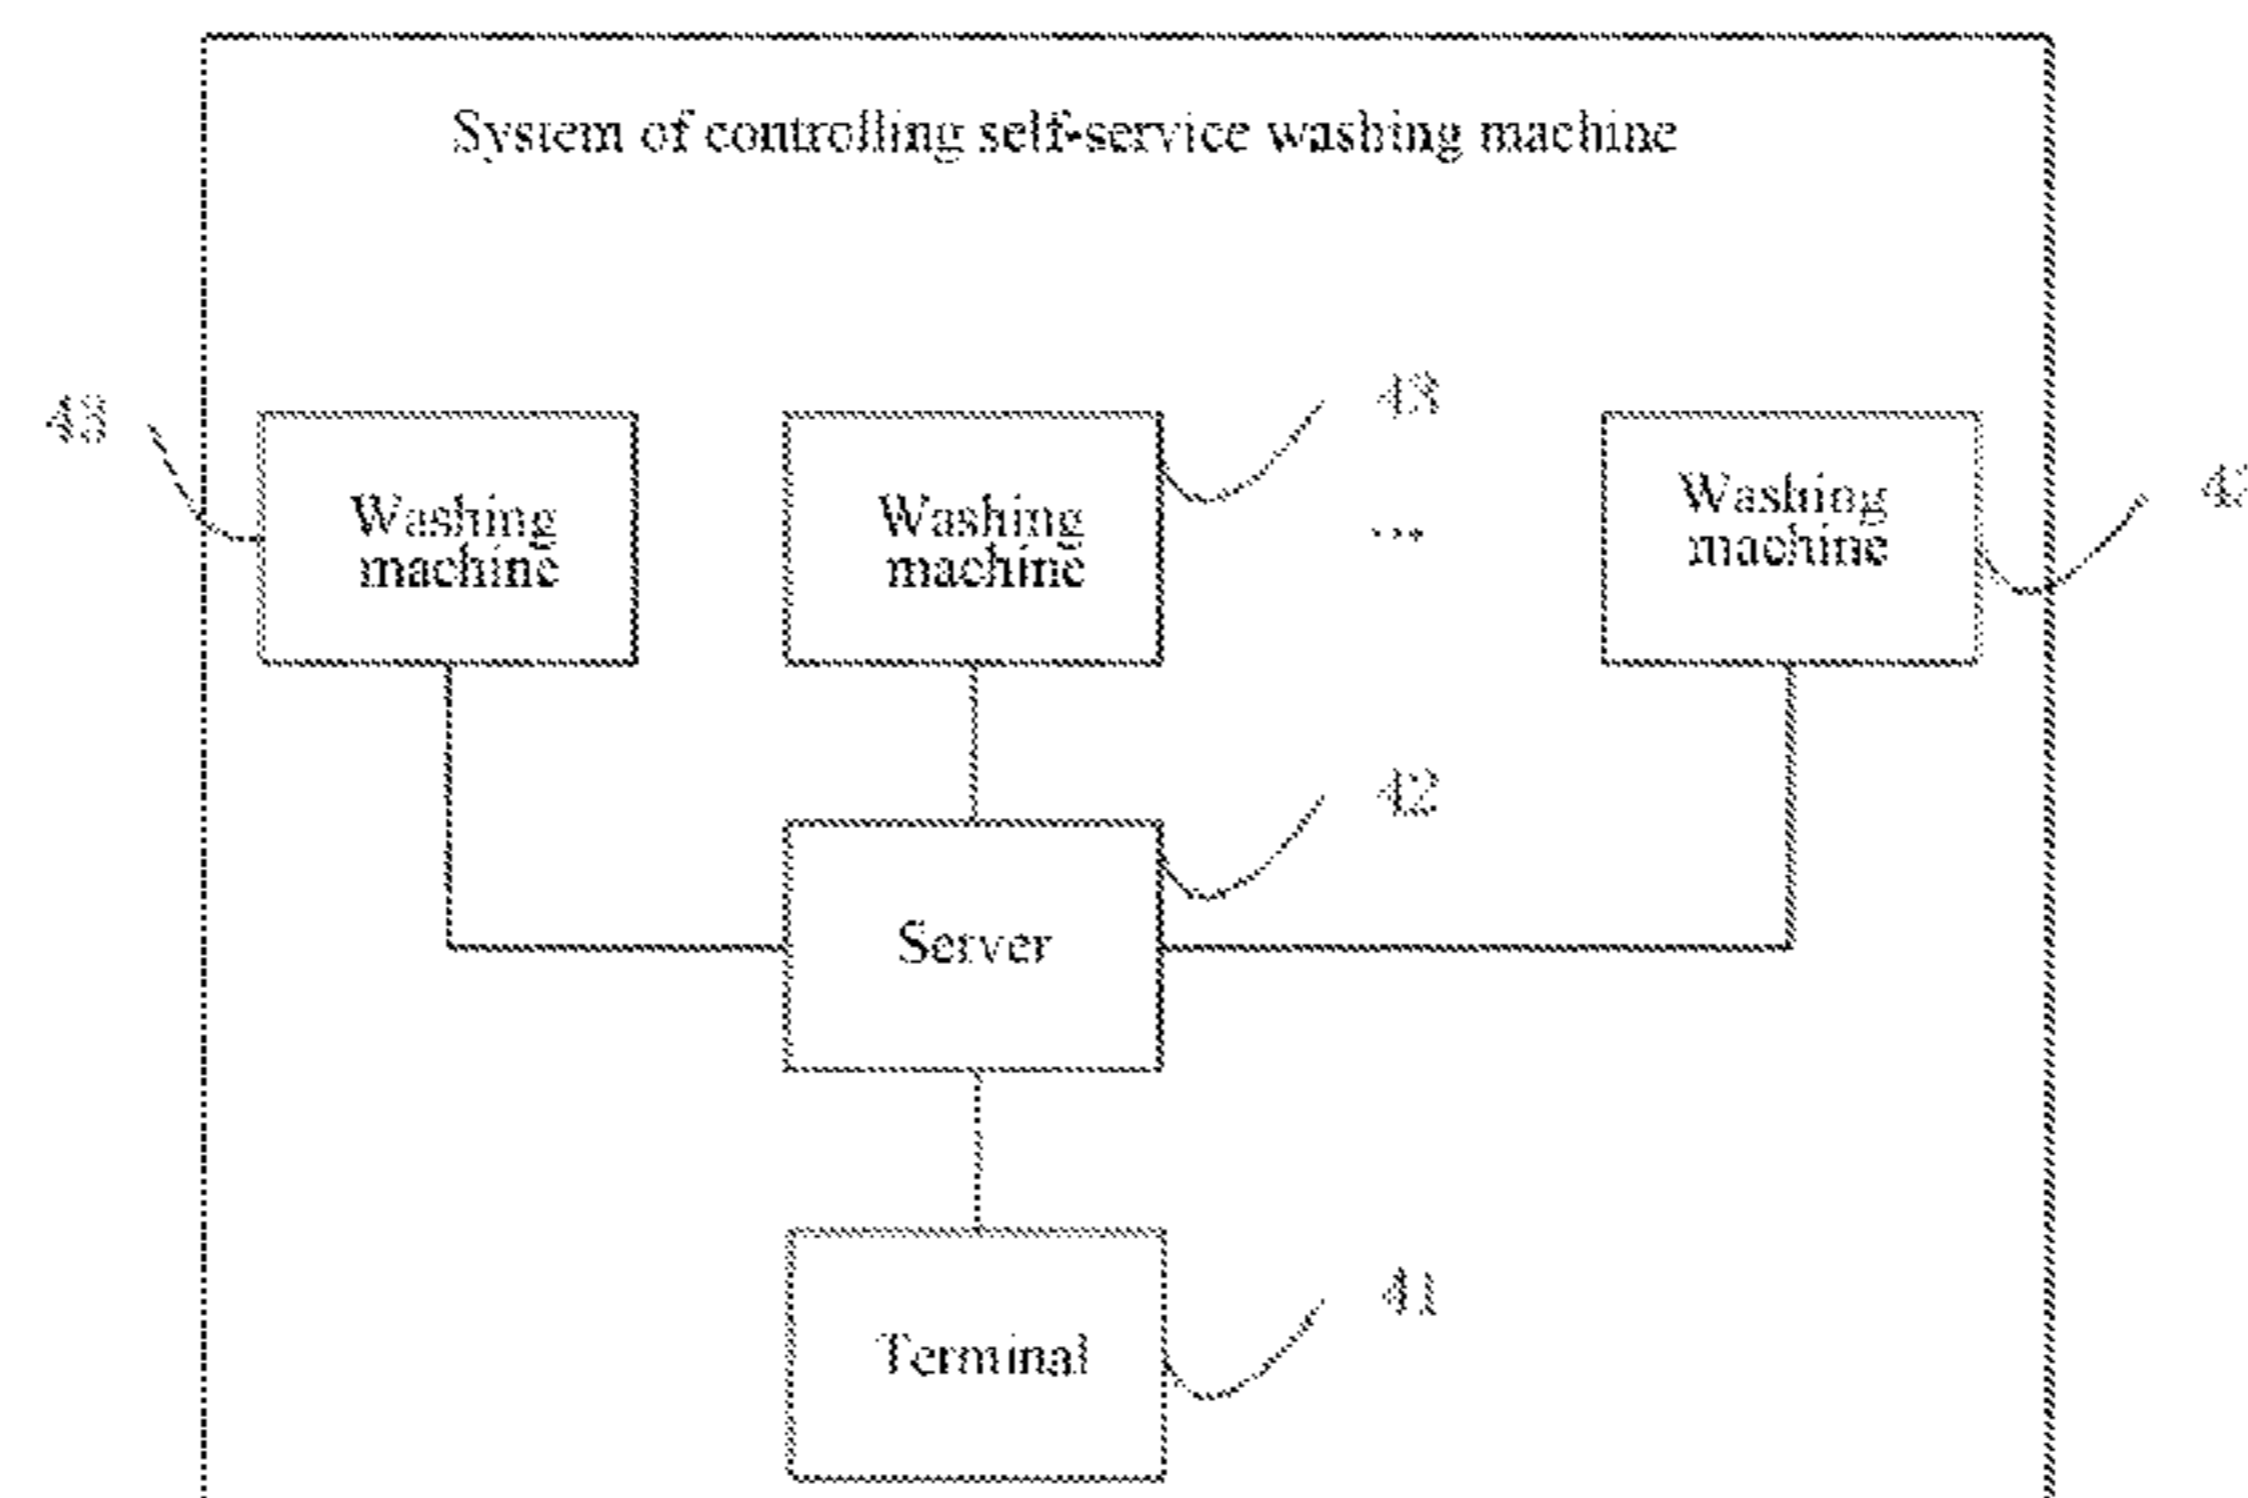 System of controlling self-service washing machine
43
43
Washing
machine
Washing
machine
...
Washing
machine
42
Server
41
Terminal